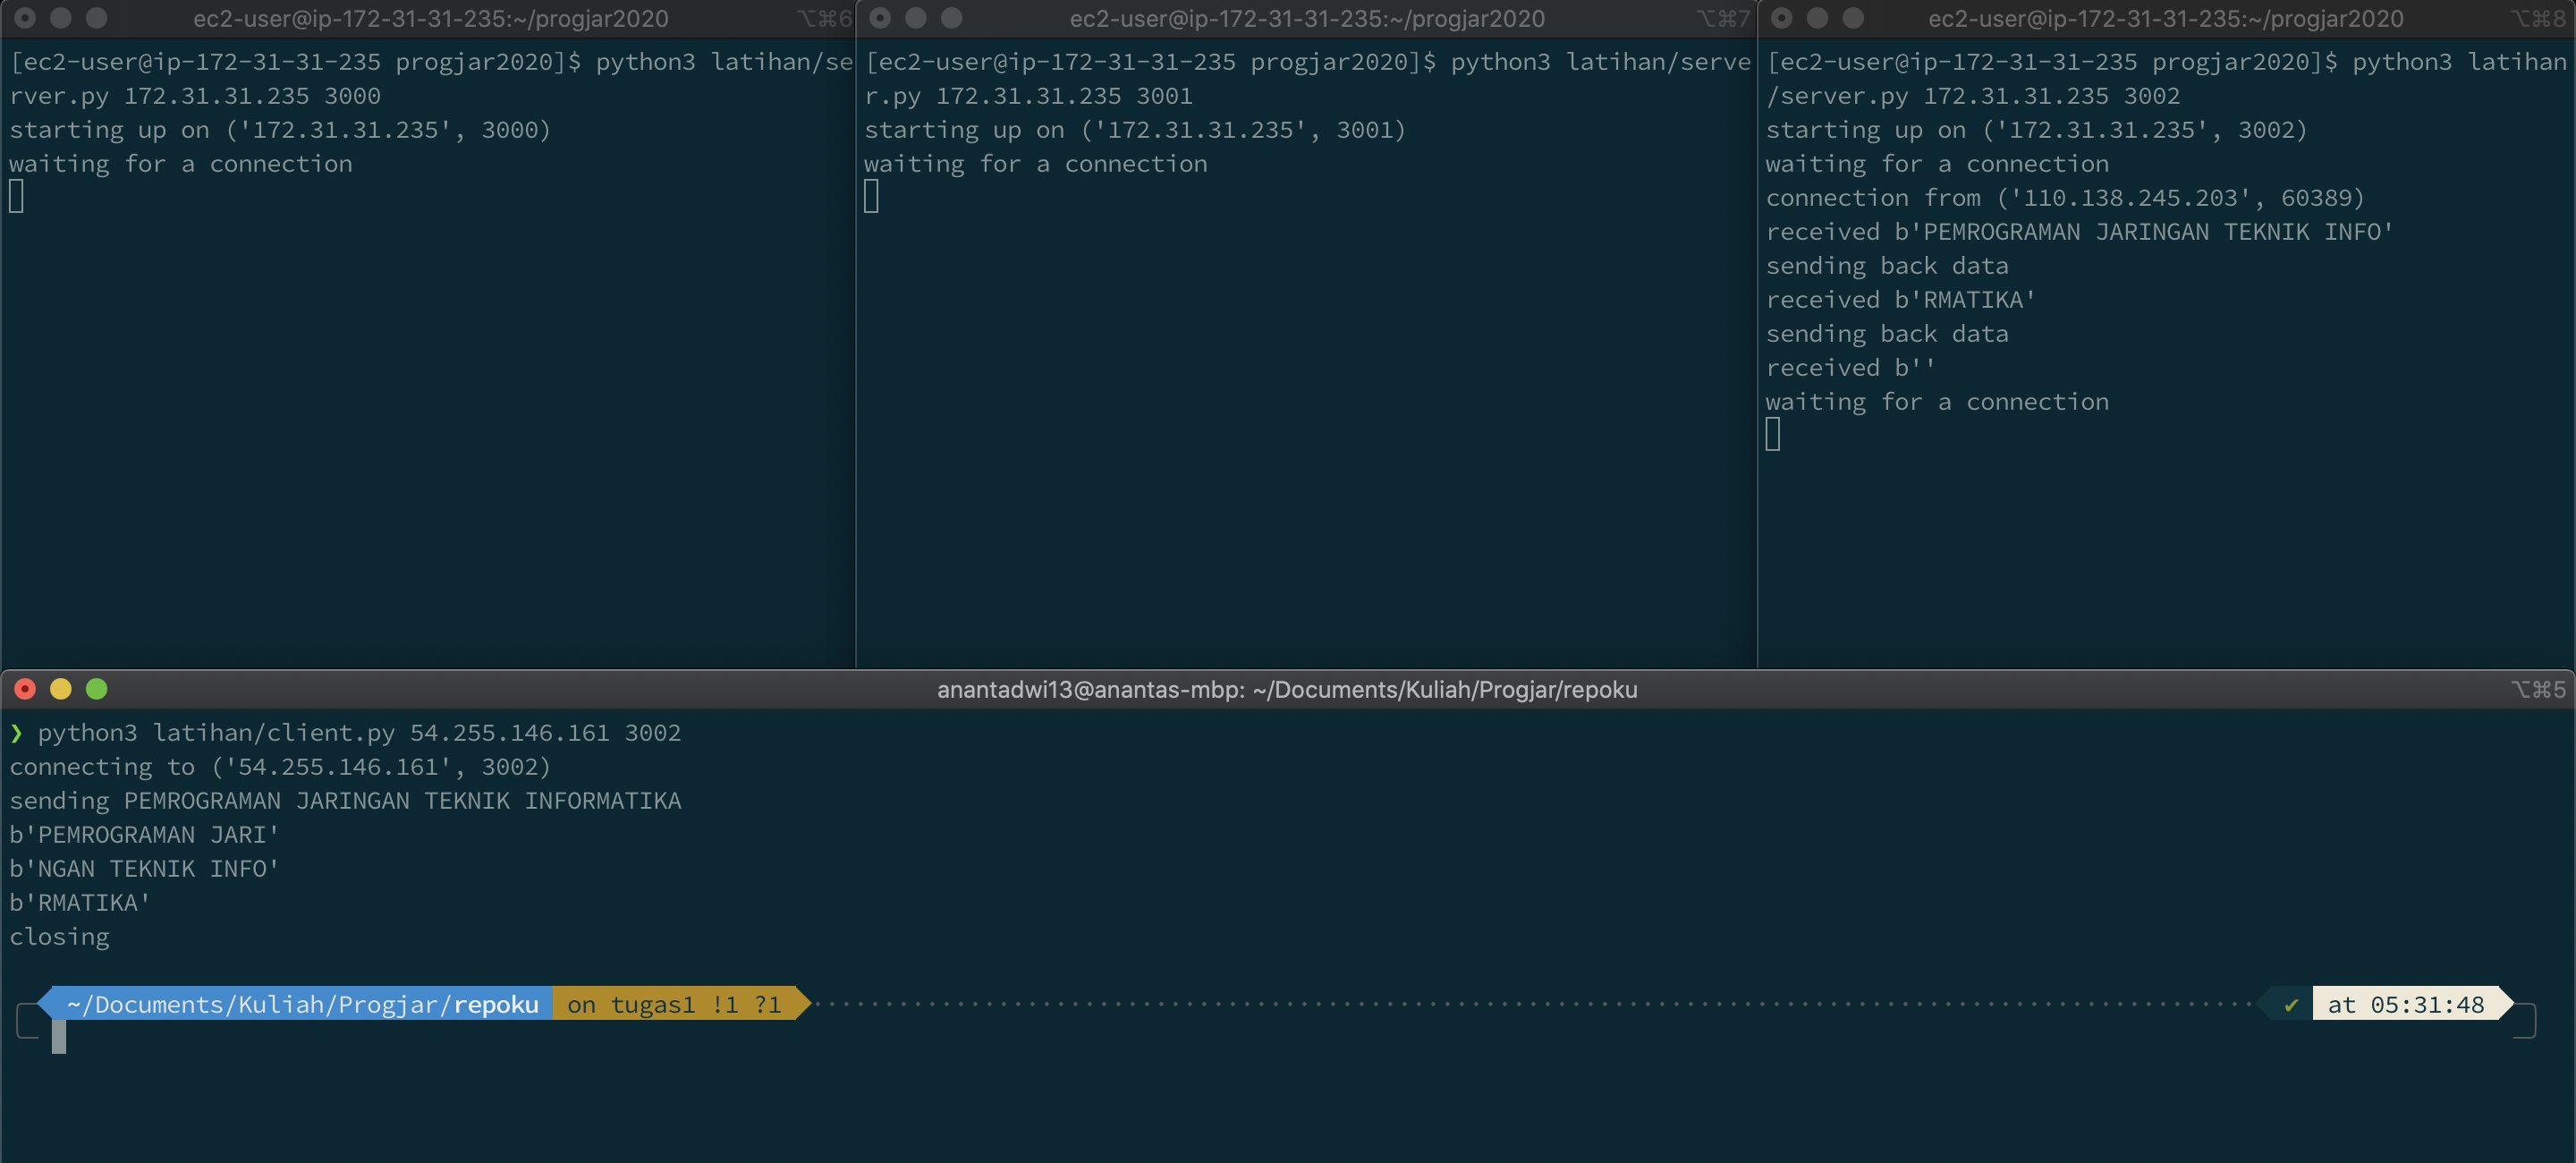 ec2-user@ip-172-31-31-235:~/progjar2020 ⌥⌘6
[ec2-user@ip-172-31-31-235 progjar2020]$ python3 latihan/se
rver.py 172.31.31.235 3000
starting up on ('172.31.31.235', 3000)
waiting for a connection
ec2-user@ip-172-31-31-235:~/progjar2020 ⌥⌘7
[ec2-user@ip-172-31-31-235 progjar2020]$ python3 latihan/serve
r.py 172.31.31.235 3001
starting up on ('172.31.31.235', 3001)
waiting for a connection
ec2-user@ip-172-31-31-235:~/progjar2020 ⌥⌘8
[ec2-user@ip-172-31-31-235 progjar2020]$ python3 latihan
/server.py 172.31.31.235 3002
starting up on ('172.31.31.235', 3002)
waiting for a connection
connection from ('110.138.245.203', 60389)
received b'PEMROGRAMAN JARINGAN TEKNIK INFO'
sending back data
received b'RMATIKA'
sending back data
received b''
waiting for a connection
anantadwi13@anantas-mbp: ~/Documents/Kuliah/Progjar/repoku ⌥⌘5
❯ python3 latihan/client.py 54.255.146.161 3002
connecting to ('54.255.146.161', 3002)
sending PEMROGRAMAN JARINGAN TEKNIK INFORMATIKA
b'PEMROGRAMAN JARI'
b'NGAN TEKNIK INFO'
b'RMATIKA'
closing
~/Documents/Kuliah/Progjar/repoku on tugas1 !1 ?1 ✔ at 05:31:48